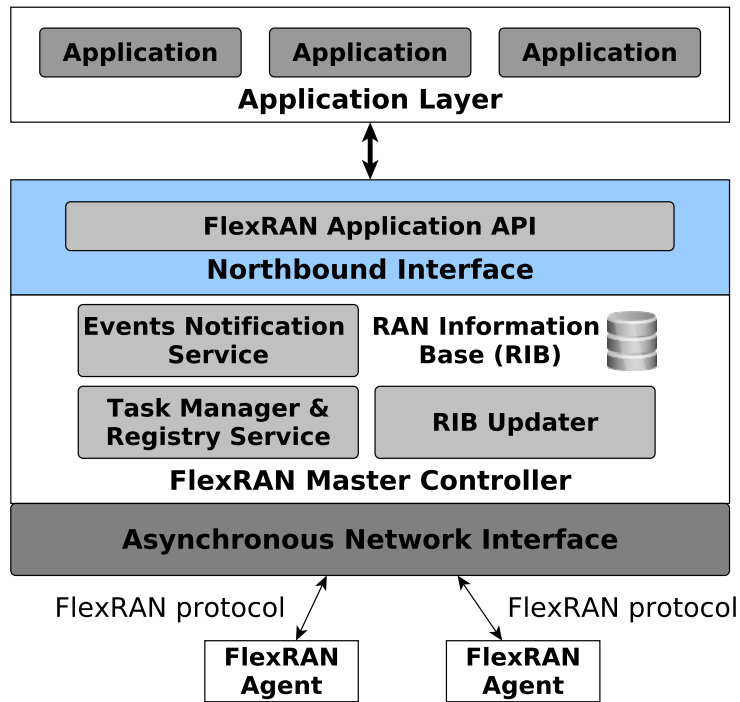 Application Application Application
Application Layer
FlexRAN Application API
Northbound Interface
Events Notification
Service
RAN Information
Base (RIB)
Task Manager &
Registry Service
RIB Updater
FlexRAN Master Controller
Asynchronous Network Interface
FlexRAN protocol FlexRAN protocol
FlexRAN
Agent
FlexRAN
Agent